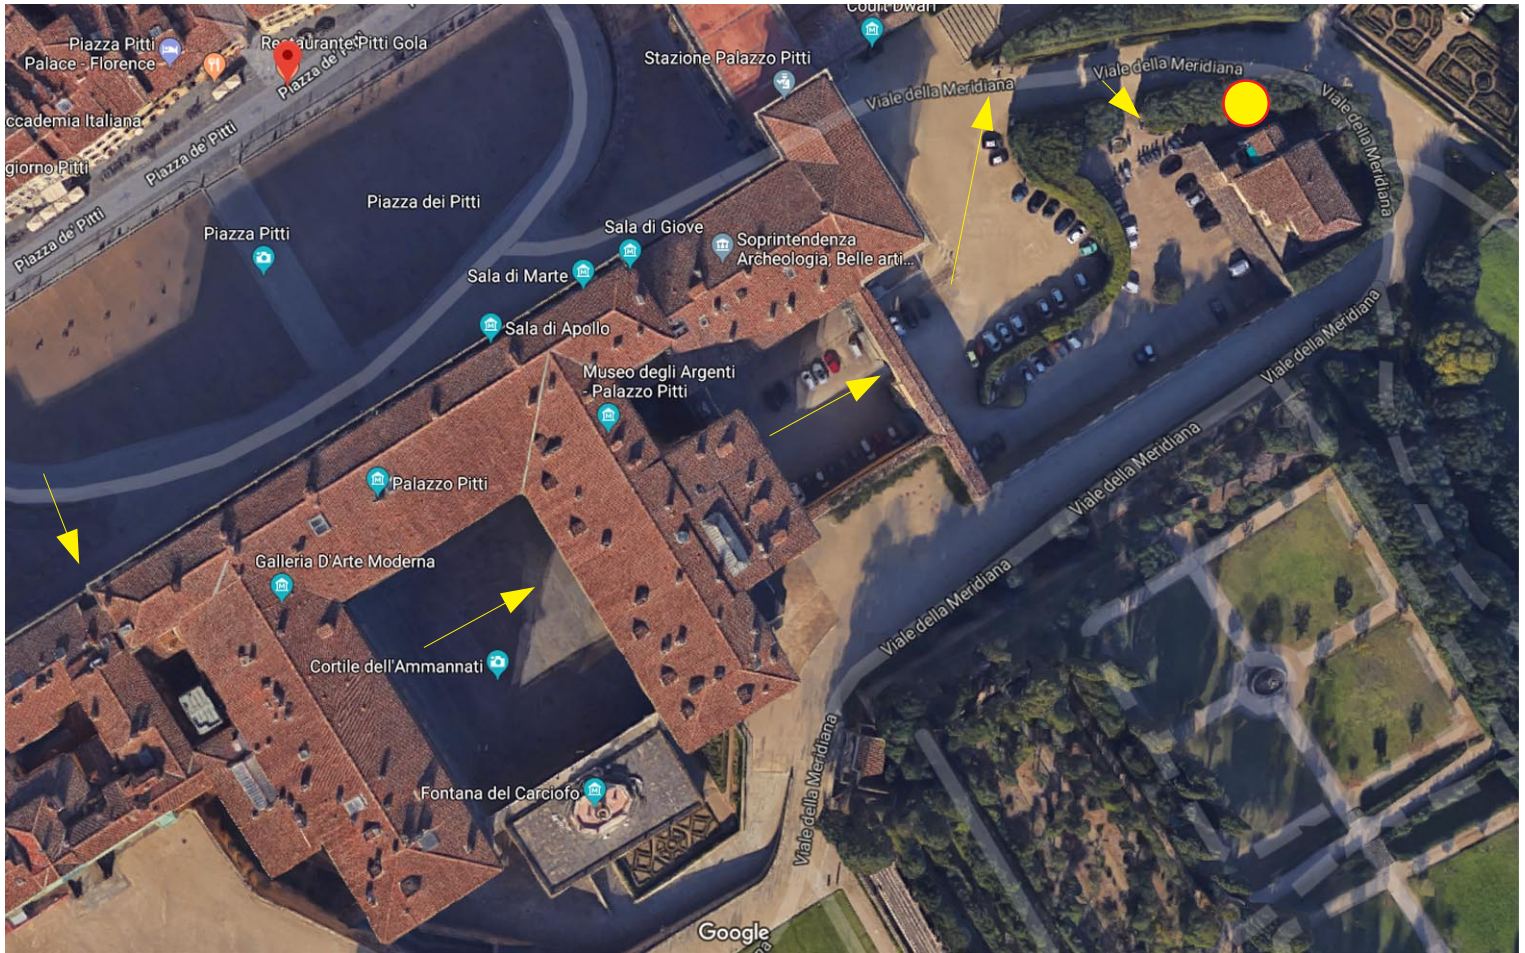 Court Dwarf
Piazza Pitti
Palace - Florence
Restaurante Pitti Gola
Piazza de' Pitti
Stazione Palazzo Pitti
Viale della Meridiana
Viale della Meridiana
Viale della Meridiana
ccademia Italiana
Piazza de' Pitti
giorno Pitti
Piazza dei Pitti
Piazza de' Pitti
Piazza Pitti
Sala di Giove
Soprintendenza
Archeologia, Belle arti...
Sala di Marte
Sala di Apollo
Viale della Meridiana
Museo degli Argenti
- Palazzo Pitti
Viale della Meridiana
Palazzo Pitti
Galleria D'Arte Moderna
Viale della Meridiana
Cortile dell'Ammannati
Viale della Meridiana
Fontana del Carciofo
Google